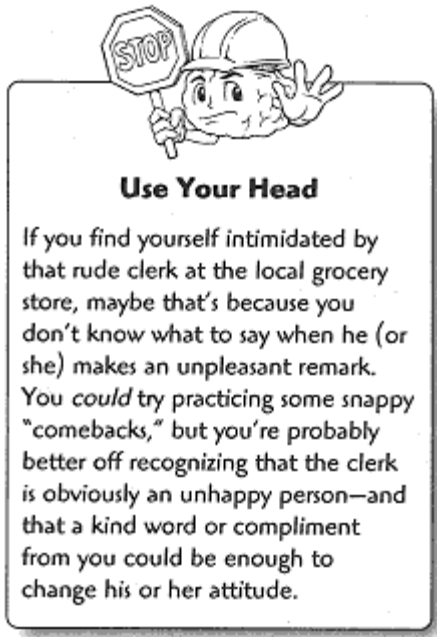 STOP
Use Your Head
If you find yourself intimidated by
that rude clerk at the local grocery
store, maybe that's because you
don't know what to say when he (or
she) makes an unpleasant remark.
You could try practicing some snappy
"comebacks," but you're probably
better off recognizing that the clerk
is obviously an unhappy person—and
that a kind word or compliment
from you could be enough to
change his or her attitude.